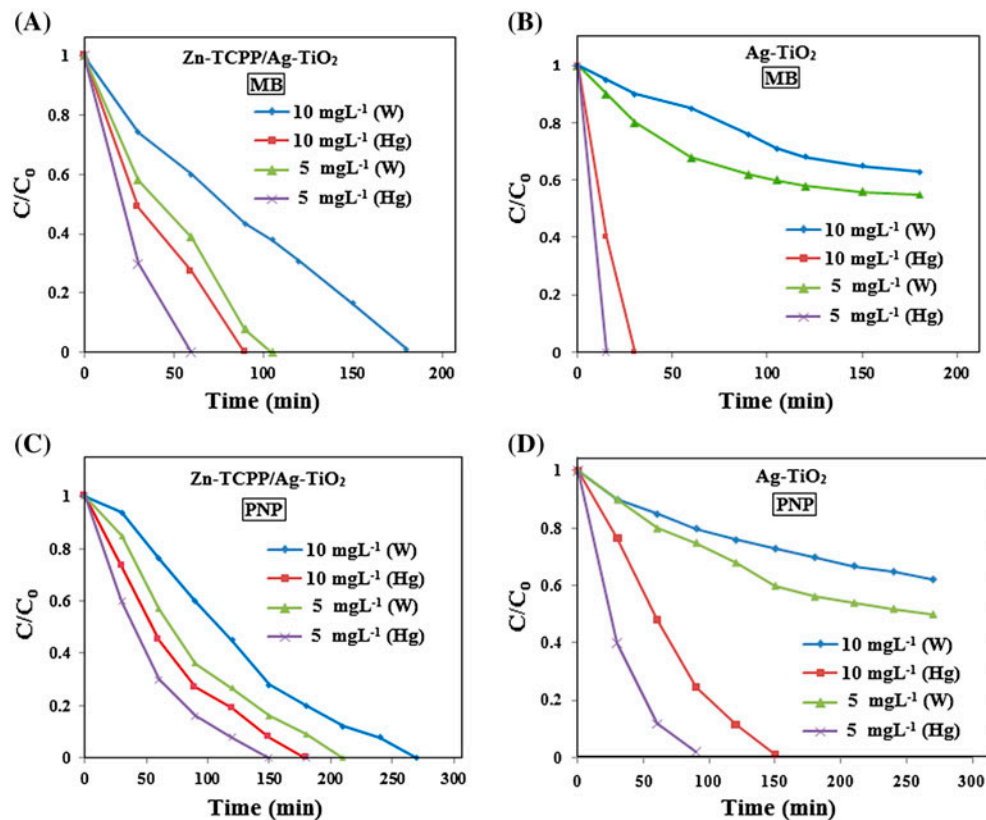 (A)
Zn-TCPP/Ag-TiO₂
MB
10 mgL⁻¹ (W)
10 mgL⁻¹ (Hg)
5 mgL⁻¹ (W)
5 mgL⁻¹ (Hg)
C/C₀
1
0.8
0.6
0.4
0.2
0
0 50 100 150 200
Time (min)
(B)
Ag-TiO₂
MB
10 mgL⁻¹ (W)
10 mgL⁻¹ (Hg)
5 mgL⁻¹ (W)
5 mgL⁻¹ (Hg)
C/C₀
1
0.8
0.6
0.4
0.2
0
0 50 100 150 200
Time (min)
(C)
Zn-TCPP/Ag-TiO₂
PNP
10 mgL⁻¹ (W)
10 mgL⁻¹ (Hg)
5 mgL⁻¹ (W)
5 mgL⁻¹ (Hg)
C/C₀
1
0.8
0.6
0.4
0.2
0
0 50 100 150 200 250 300
Time (min)
(D)
Ag-TiO₂
PNP
10 mgL⁻¹ (W)
10 mgL⁻¹ (Hg)
5 mgL⁻¹ (W)
5 mgL⁻¹ (Hg)
C/C₀
1
0.8
0.6
0.4
0.2
0
0 50 100 150 200 250 300
Time (min)